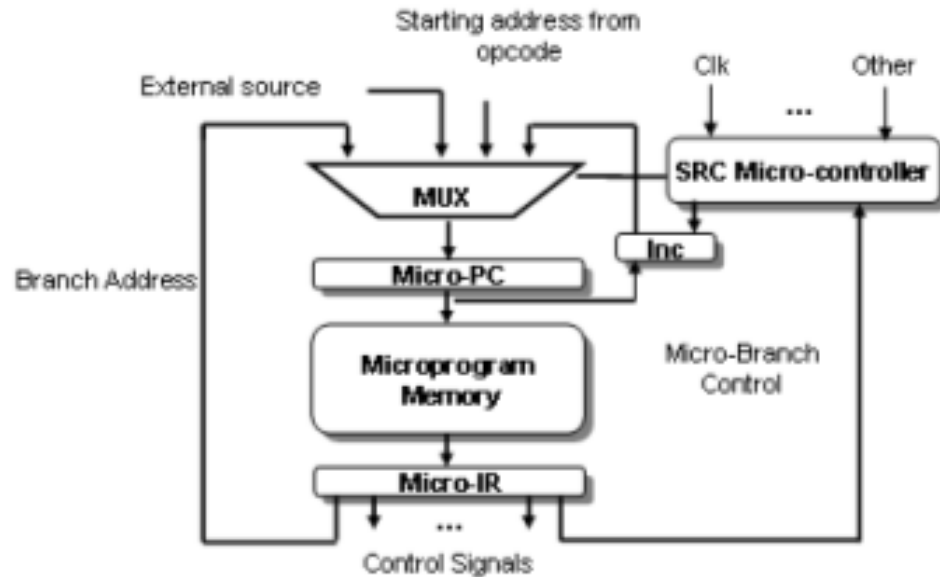 Starting address from
opcode
Clk
Other
External source
...
SRC Micro-controller
MUX
Inc
Branch Address
Micro-PC
Microprogram
Memory
Micro-Branch
Control
Micro-IR
...
Control Signals